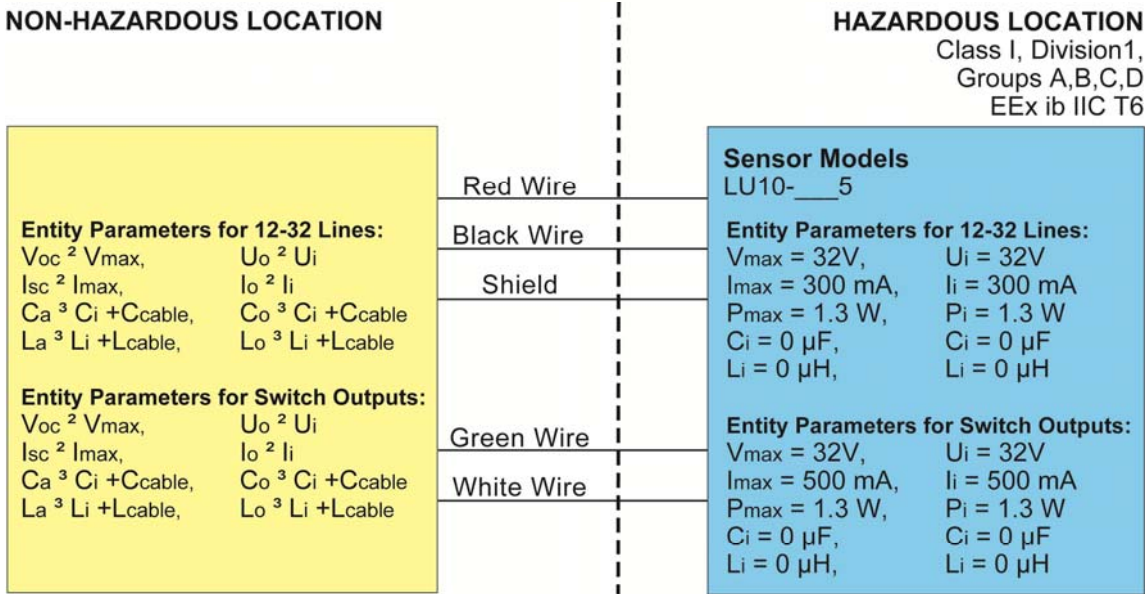 NON-HAZARDOUS LOCATION
HAZARDOUS LOCATION
Class I, Division1,
Groups A,B,C,D
EEx ib IIC T6
Entity Parameters for 12-32 Lines:
Voc ² Vmax, Uo ² Ui
Isc ² Imax, Io ² Ii
Ca ³ Ci +Ccable, Co ³ Ci +Ccable
La ³ Li +Lcable, Lo ³ Li +Lcable
Entity Parameters for Switch Outputs:
Voc ² Vmax, Uo ² Ui
Isc ² Imax, Io ² Ii
Ca ³ Ci +Ccable, Co ³ Ci +Ccable
La ³ Li +Lcable, Lo ³ Li +Lcable
Red Wire
Black Wire
Shield
Green Wire
White Wire
Sensor Models
LU10-___5
Entity Parameters for 12-32 Lines:
Vmax = 32V, Ui = 32V
Imax = 300 mA, Ii = 300 mA
Pmax = 1.3 W, Pi = 1.3 W
Ci = 0 µF, Ci = 0 µF
Li = 0 µH, Li = 0 µH
Entity Parameters for Switch Outputs:
Vmax = 32V, Ui = 32V
Imax = 500 mA, Ii = 500 mA
Pmax = 1.3 W, Pi = 1.3 W
Ci = 0 µF, Ci = 0 µF
Li = 0 µH, Li = 0 µH